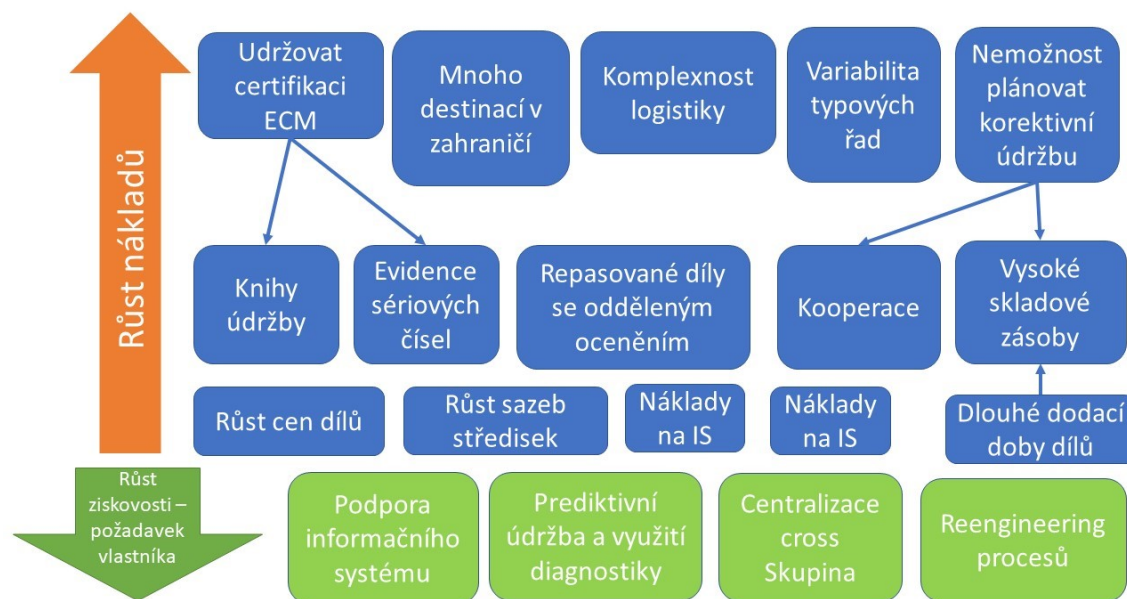 Růst nákladů
Udržovat
certifikaci
ECM
Mnoho
destinací v
zahraničí
Komplexnost
logistiky
Variabilita
typových
řad
Nemožnost
plánovat
korektivní
údržbu
Knihy
údržby
Evidence
sériových
čísel
Repasované díly
se odděleným
oceněním
Kooperace
Vysoké
skladové
zásoby
Růst cen dílů
Růst sazeb
středisek
Náklady
na IS
Náklady
na IS
Dlouhé dodací
doby dílů
Růst
ziskovosti –
požadavek
vlastníka
Podpora
informačního
systému
Prediktivní
údržba a využití
diagnostiky
Centralizace
cross
Skupina
Reengineering
procesů